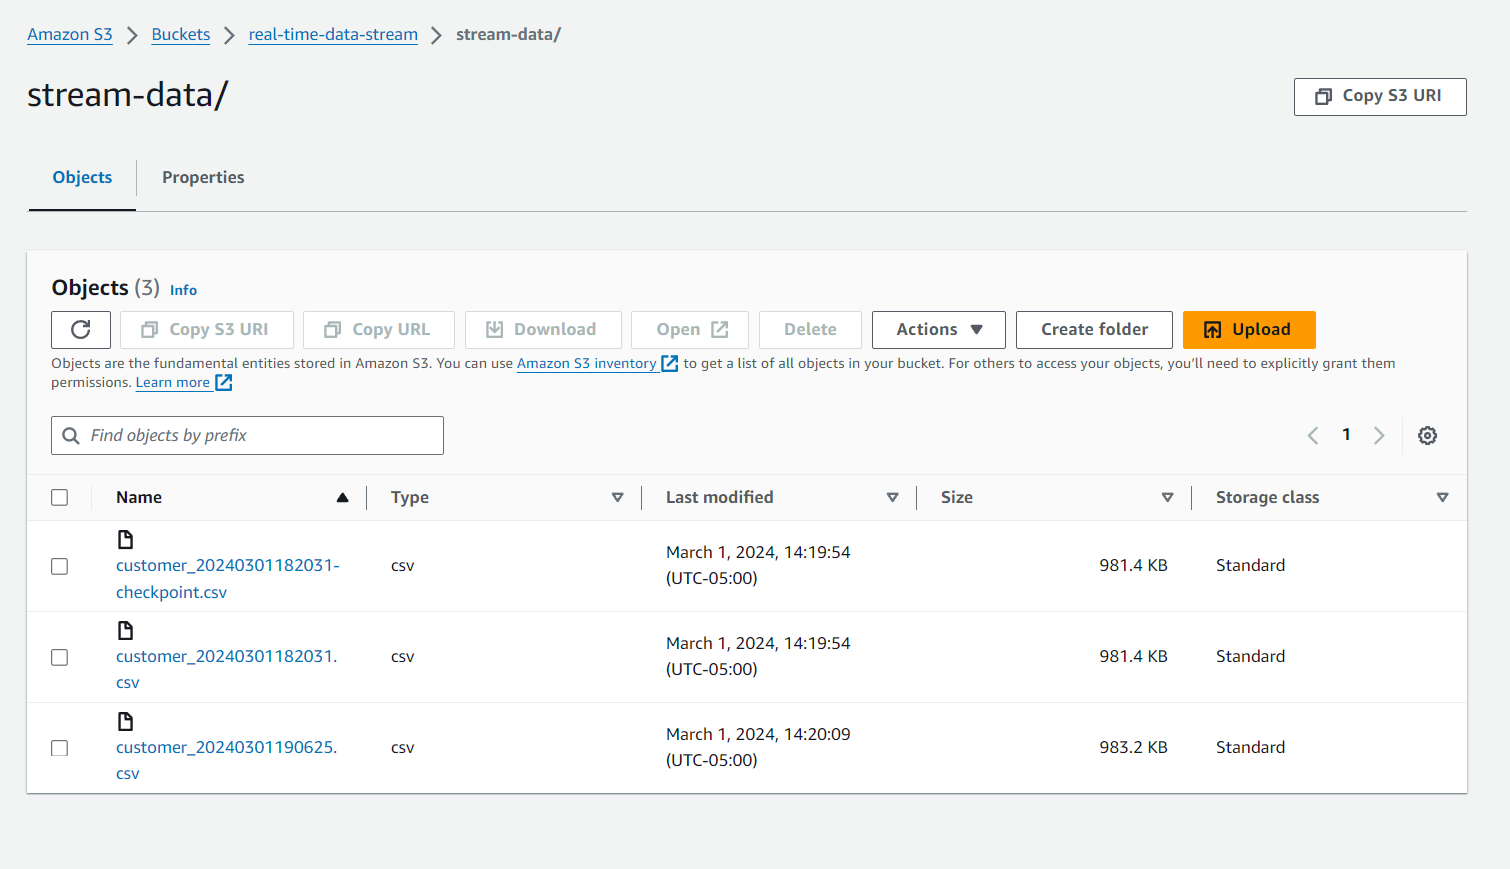 Amazon S3 > Buckets > real-time-data-stream > stream-data/
stream-data/
Copy S3 URI
Objects
Properties
Objects (3) Info
Copy S3 URI
Copy URL
Download
Open
Delete
Actions
Create folder
Upload
Objects are the fundamental entities stored in Amazon S3. You can use Amazon S3 inventory to get a list of all objects in your bucket. For others to access your objects, you'll need to explicitly grant them
permissions. Learn more
Find objects by prefix
1
Name
Type
Last modified
Size
Storage class
customer_20240301182031-
checkpoint.csv
csv
March 1, 2024, 14:19:54
(UTC-05:00)
981.4 KB
Standard
customer_20240301182031.
csv
csv
March 1, 2024, 14:19:54
(UTC-05:00)
981.4 KB
Standard
customer_20240301190625.
csv
csv
March 1, 2024, 14:20:09
(UTC-05:00)
983.2 KB
Standard